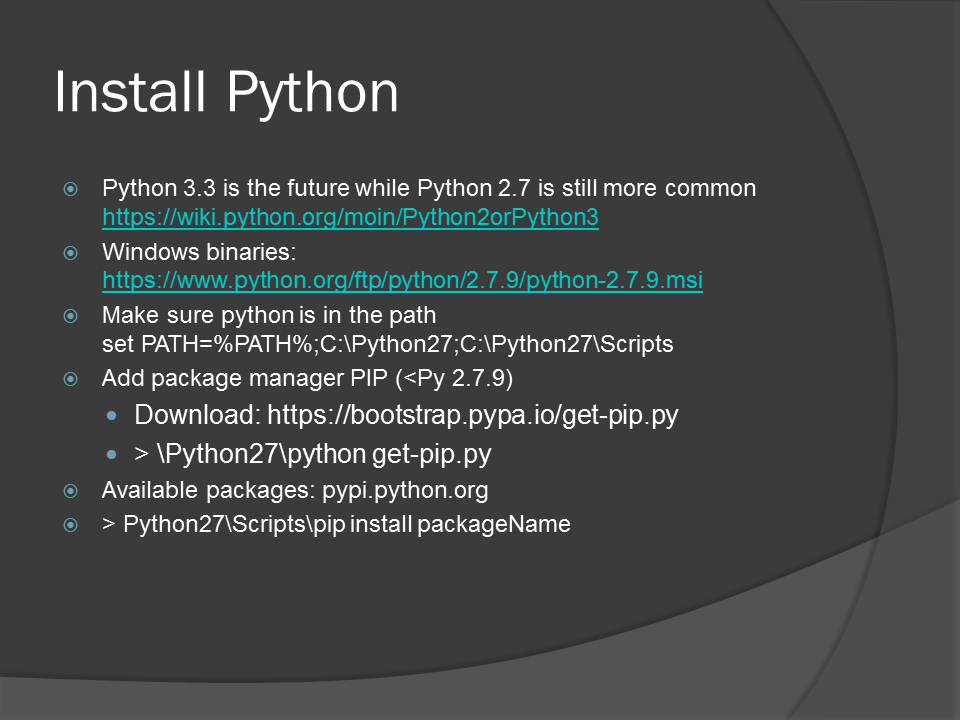 Install Python
Python 3.3 is the future while Python 2.7 is still more common
https://wiki.python.org/moin/Python2orPython3
Windows binaries:
https://www.python.org/ftp/python/2.7.9/python-2.7.9.msi
Make sure python is in the path
set PATH=%PATH%;C:\Python27;C:\Python27\Scripts
Add package manager PIP (<Py 2.7.9)
Download: https://bootstrap.pypa.io/get-pip.py
> \Python27\python get-pip.py
Available packages: pypi.python.org
> Python27\Scripts\pip install packageName